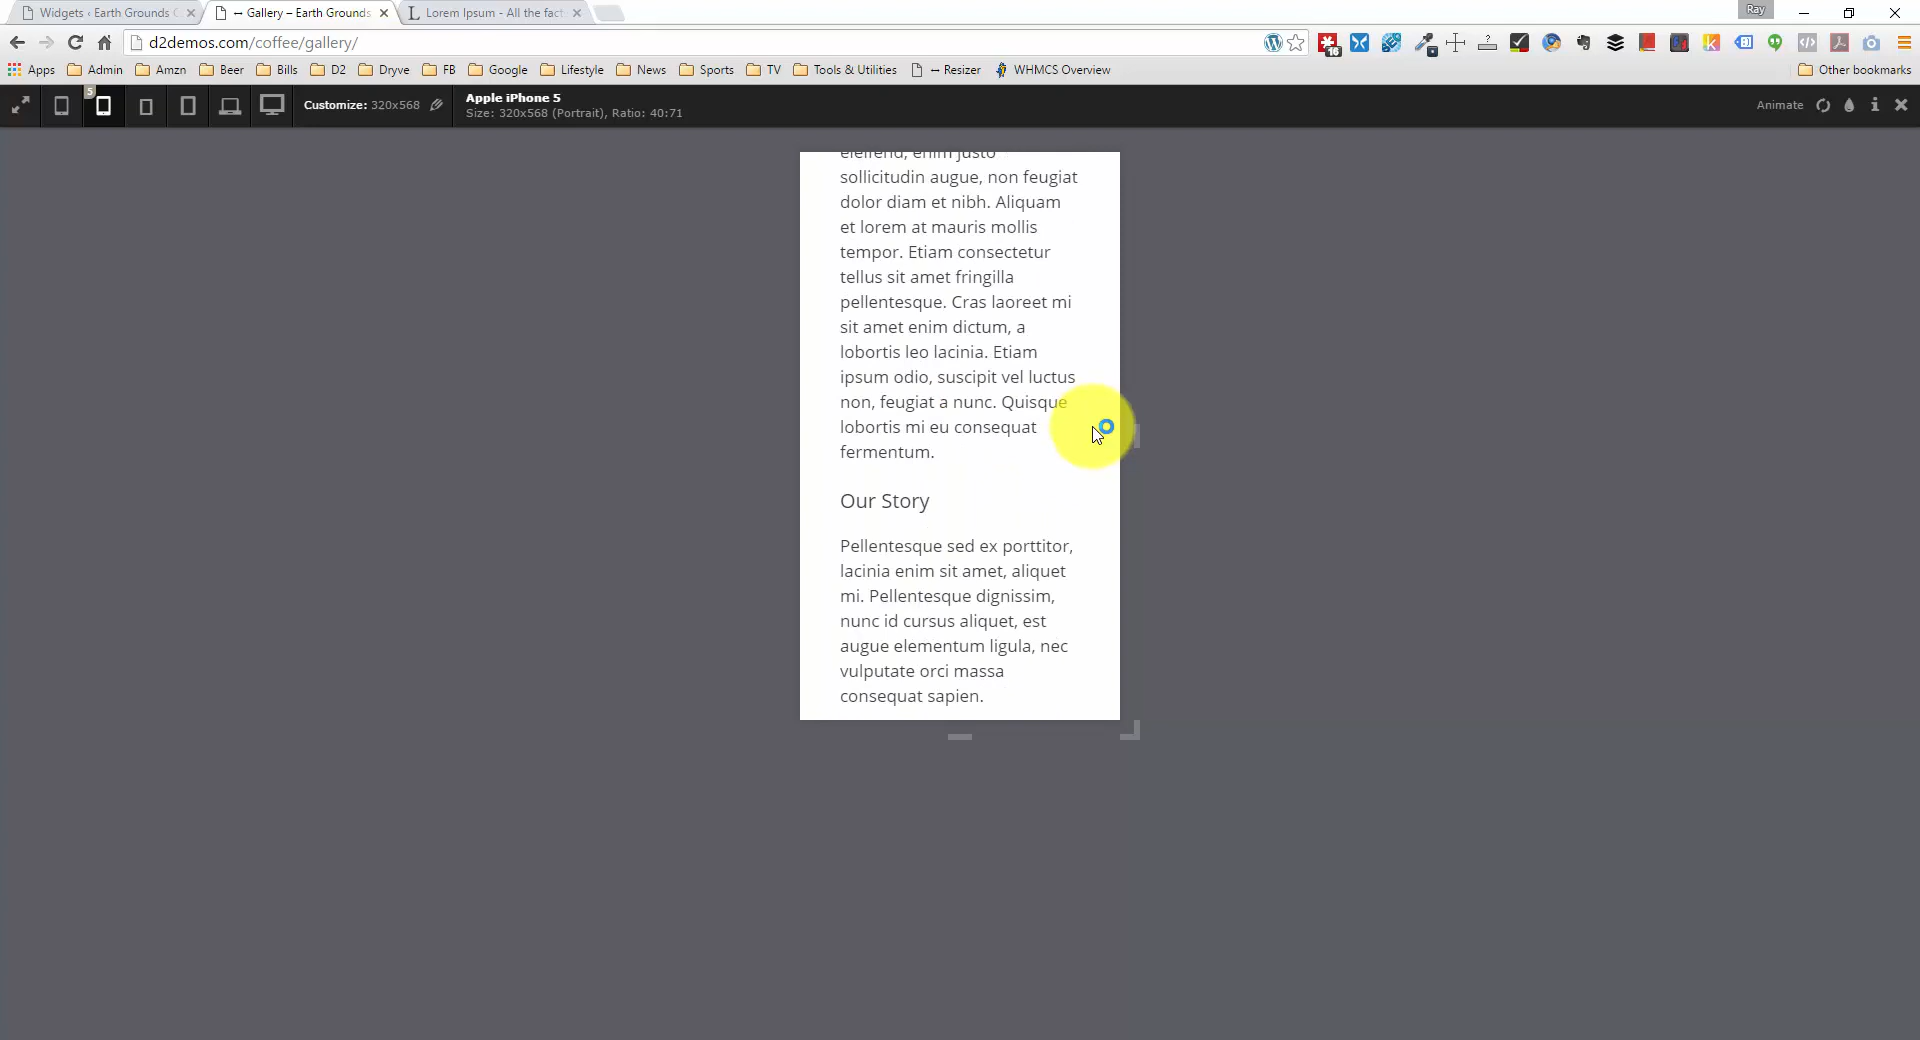 Widgets ‹ Earth Grounds C
↔ Gallery – Earth Grounds
Lorem Ipsum - All the fact
Ray
d2demos.com/coffee/gallery/
16
Apps
Admin
Amzn
Beer
Bills
D2
Dryve
FB
Google
Lifestyle
News
Sports
TV
Tools & Utilities
↔ Resizer
WHMCS Overview
Other bookmarks
S
Customize: 320x568
Apple iPhone 5
Size: 320x568 (Portrait), Ratio: 40:71
Animate
eleifend, enim justo
sollicitudin augue, non feugiat
dolor diam et nibh. Aliquam
et lorem at mauris mollis
tempor. Etiam consectetur
tellus sit amet fringilla
pellentesque. Cras laoreet mi
sit amet enim dictum, a
lobortis leo lacinia. Etiam
ipsum odio, suscipit vel luctus
non, feugiat a nunc. Quisque
lobortis mi eu consequat
fermentum.
Our Story
Pellentesque sed ex porttitor,
lacinia enim sit amet, aliquet
mi. Pellentesque dignissim,
nunc id cursus aliquet, est
augue elementum ligula, nec
vulputate orci massa
consequat sapien.